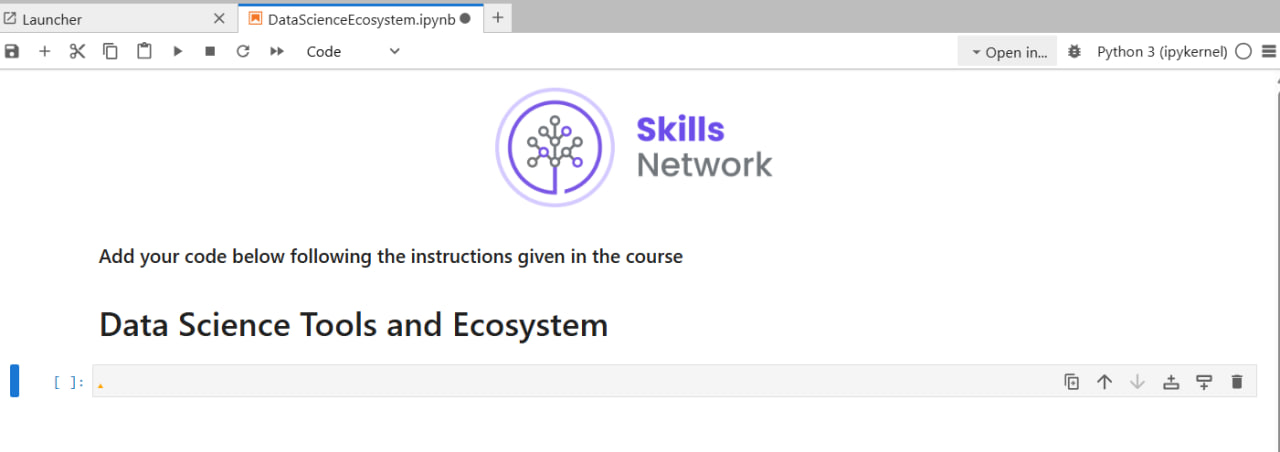 Launcher
DataScienceEcosystem.ipynb
Code
Open in...
Python 3 (ipykernel)
Skills
Network
Add your code below following the instructions given in the course
Data Science Tools and Ecosystem
[ ]: